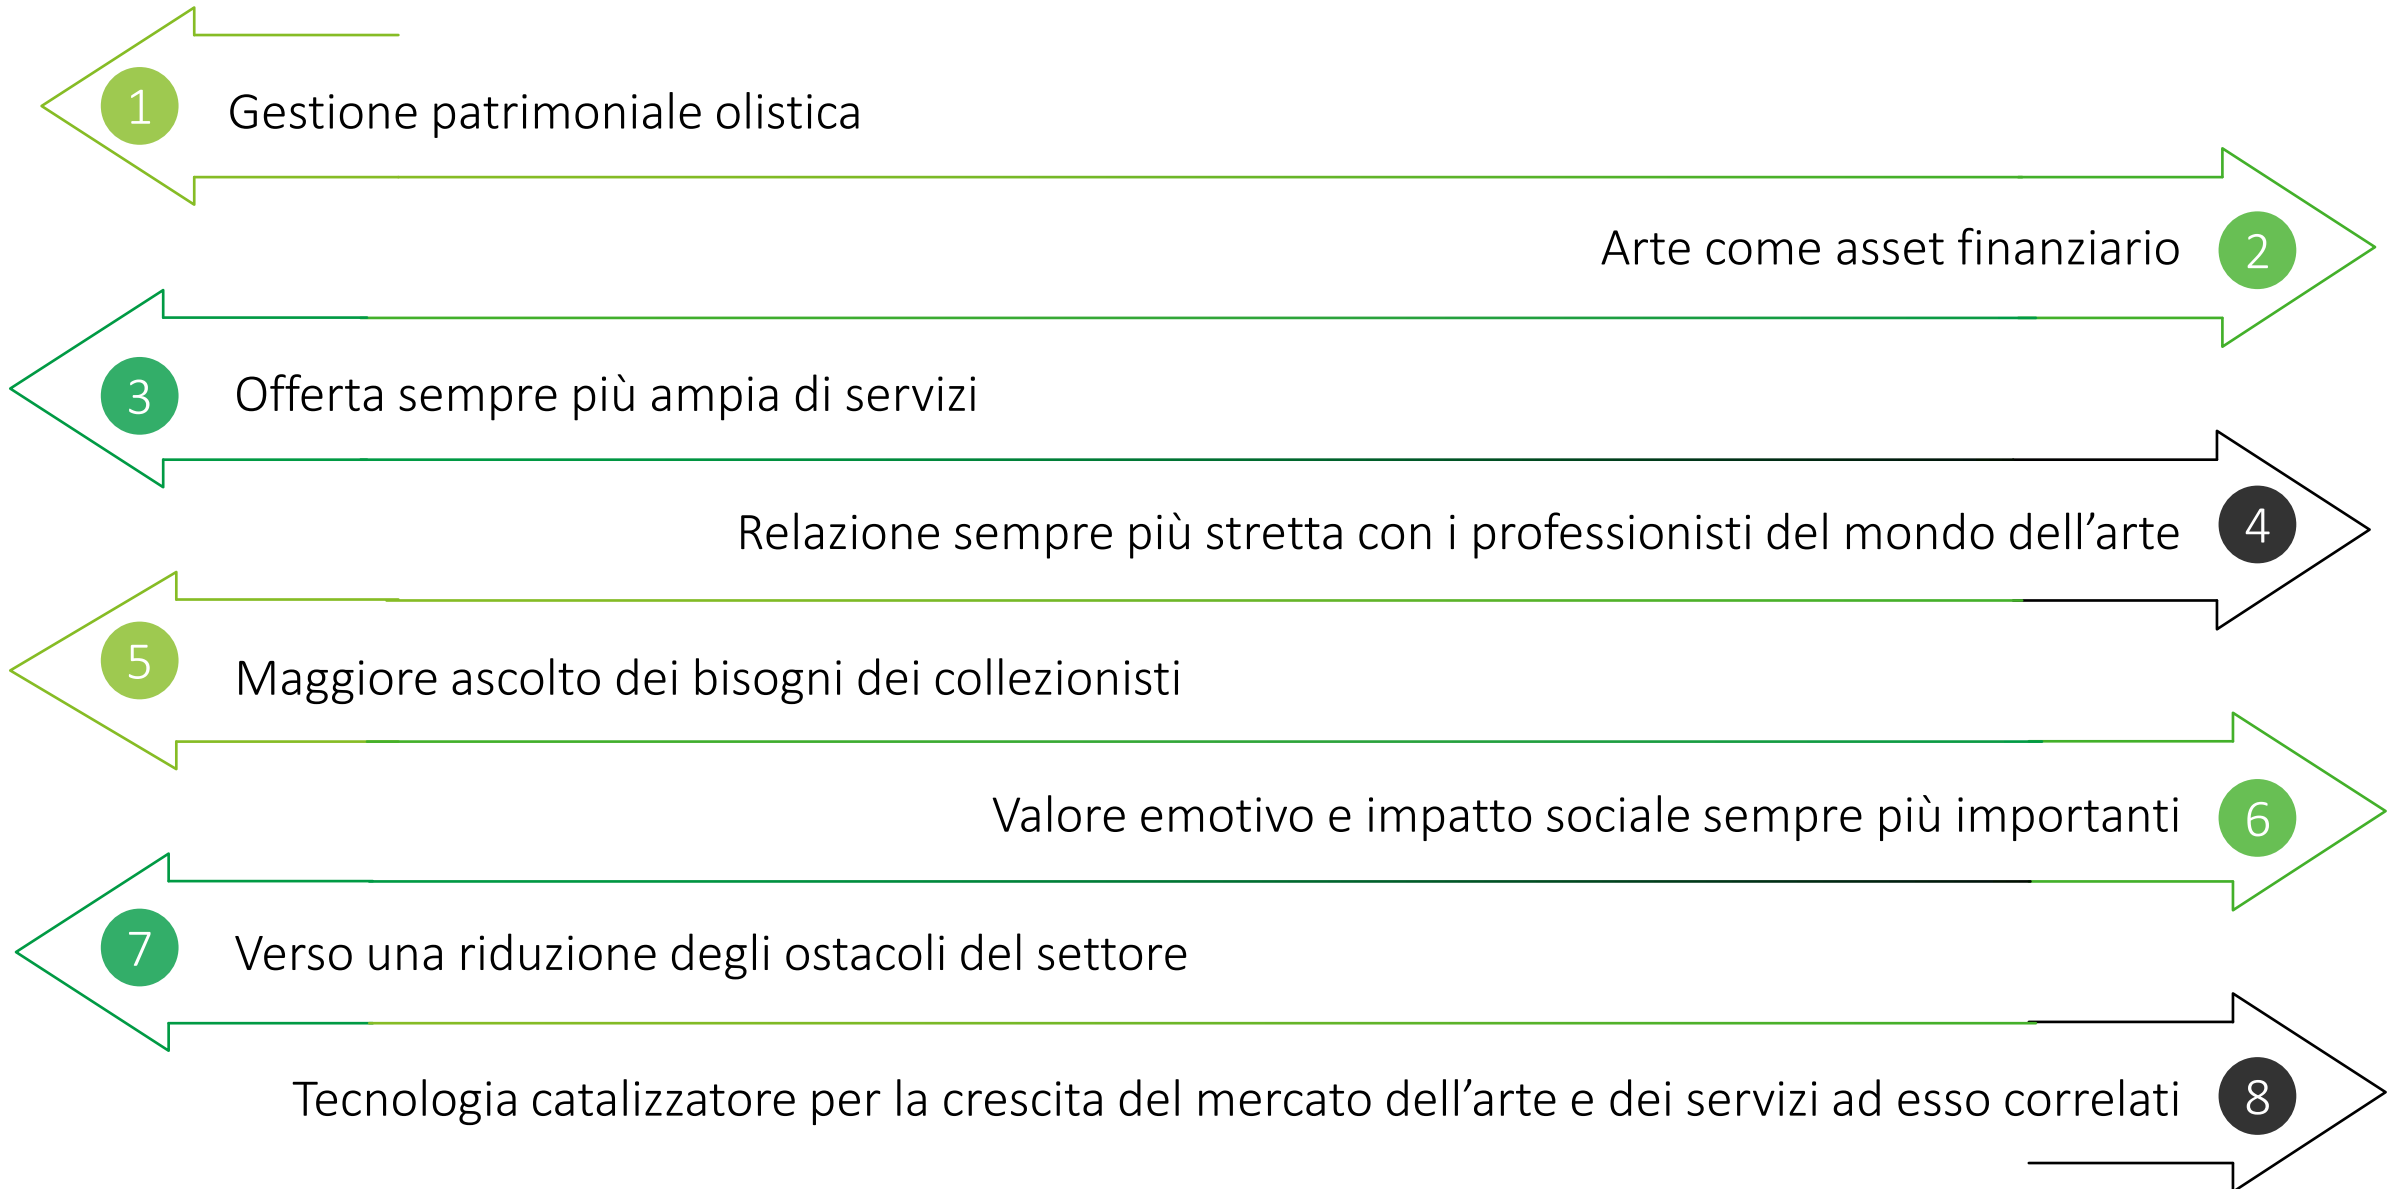 1 Gestione patrimoniale olistica
Arte come asset finanziario 2
3 Offerta sempre più ampia di servizi
Relazione sempre più stretta con i professionisti del mondo dell’arte 4
5 Maggiore ascolto dei bisogni dei collezionisti
Valore emotivo e impatto sociale sempre più importanti 6
7 Verso una riduzione degli ostacoli del settore
Tecnologia catalizzatore per la crescita del mercato dell’arte e dei servizi ad esso correlati 8